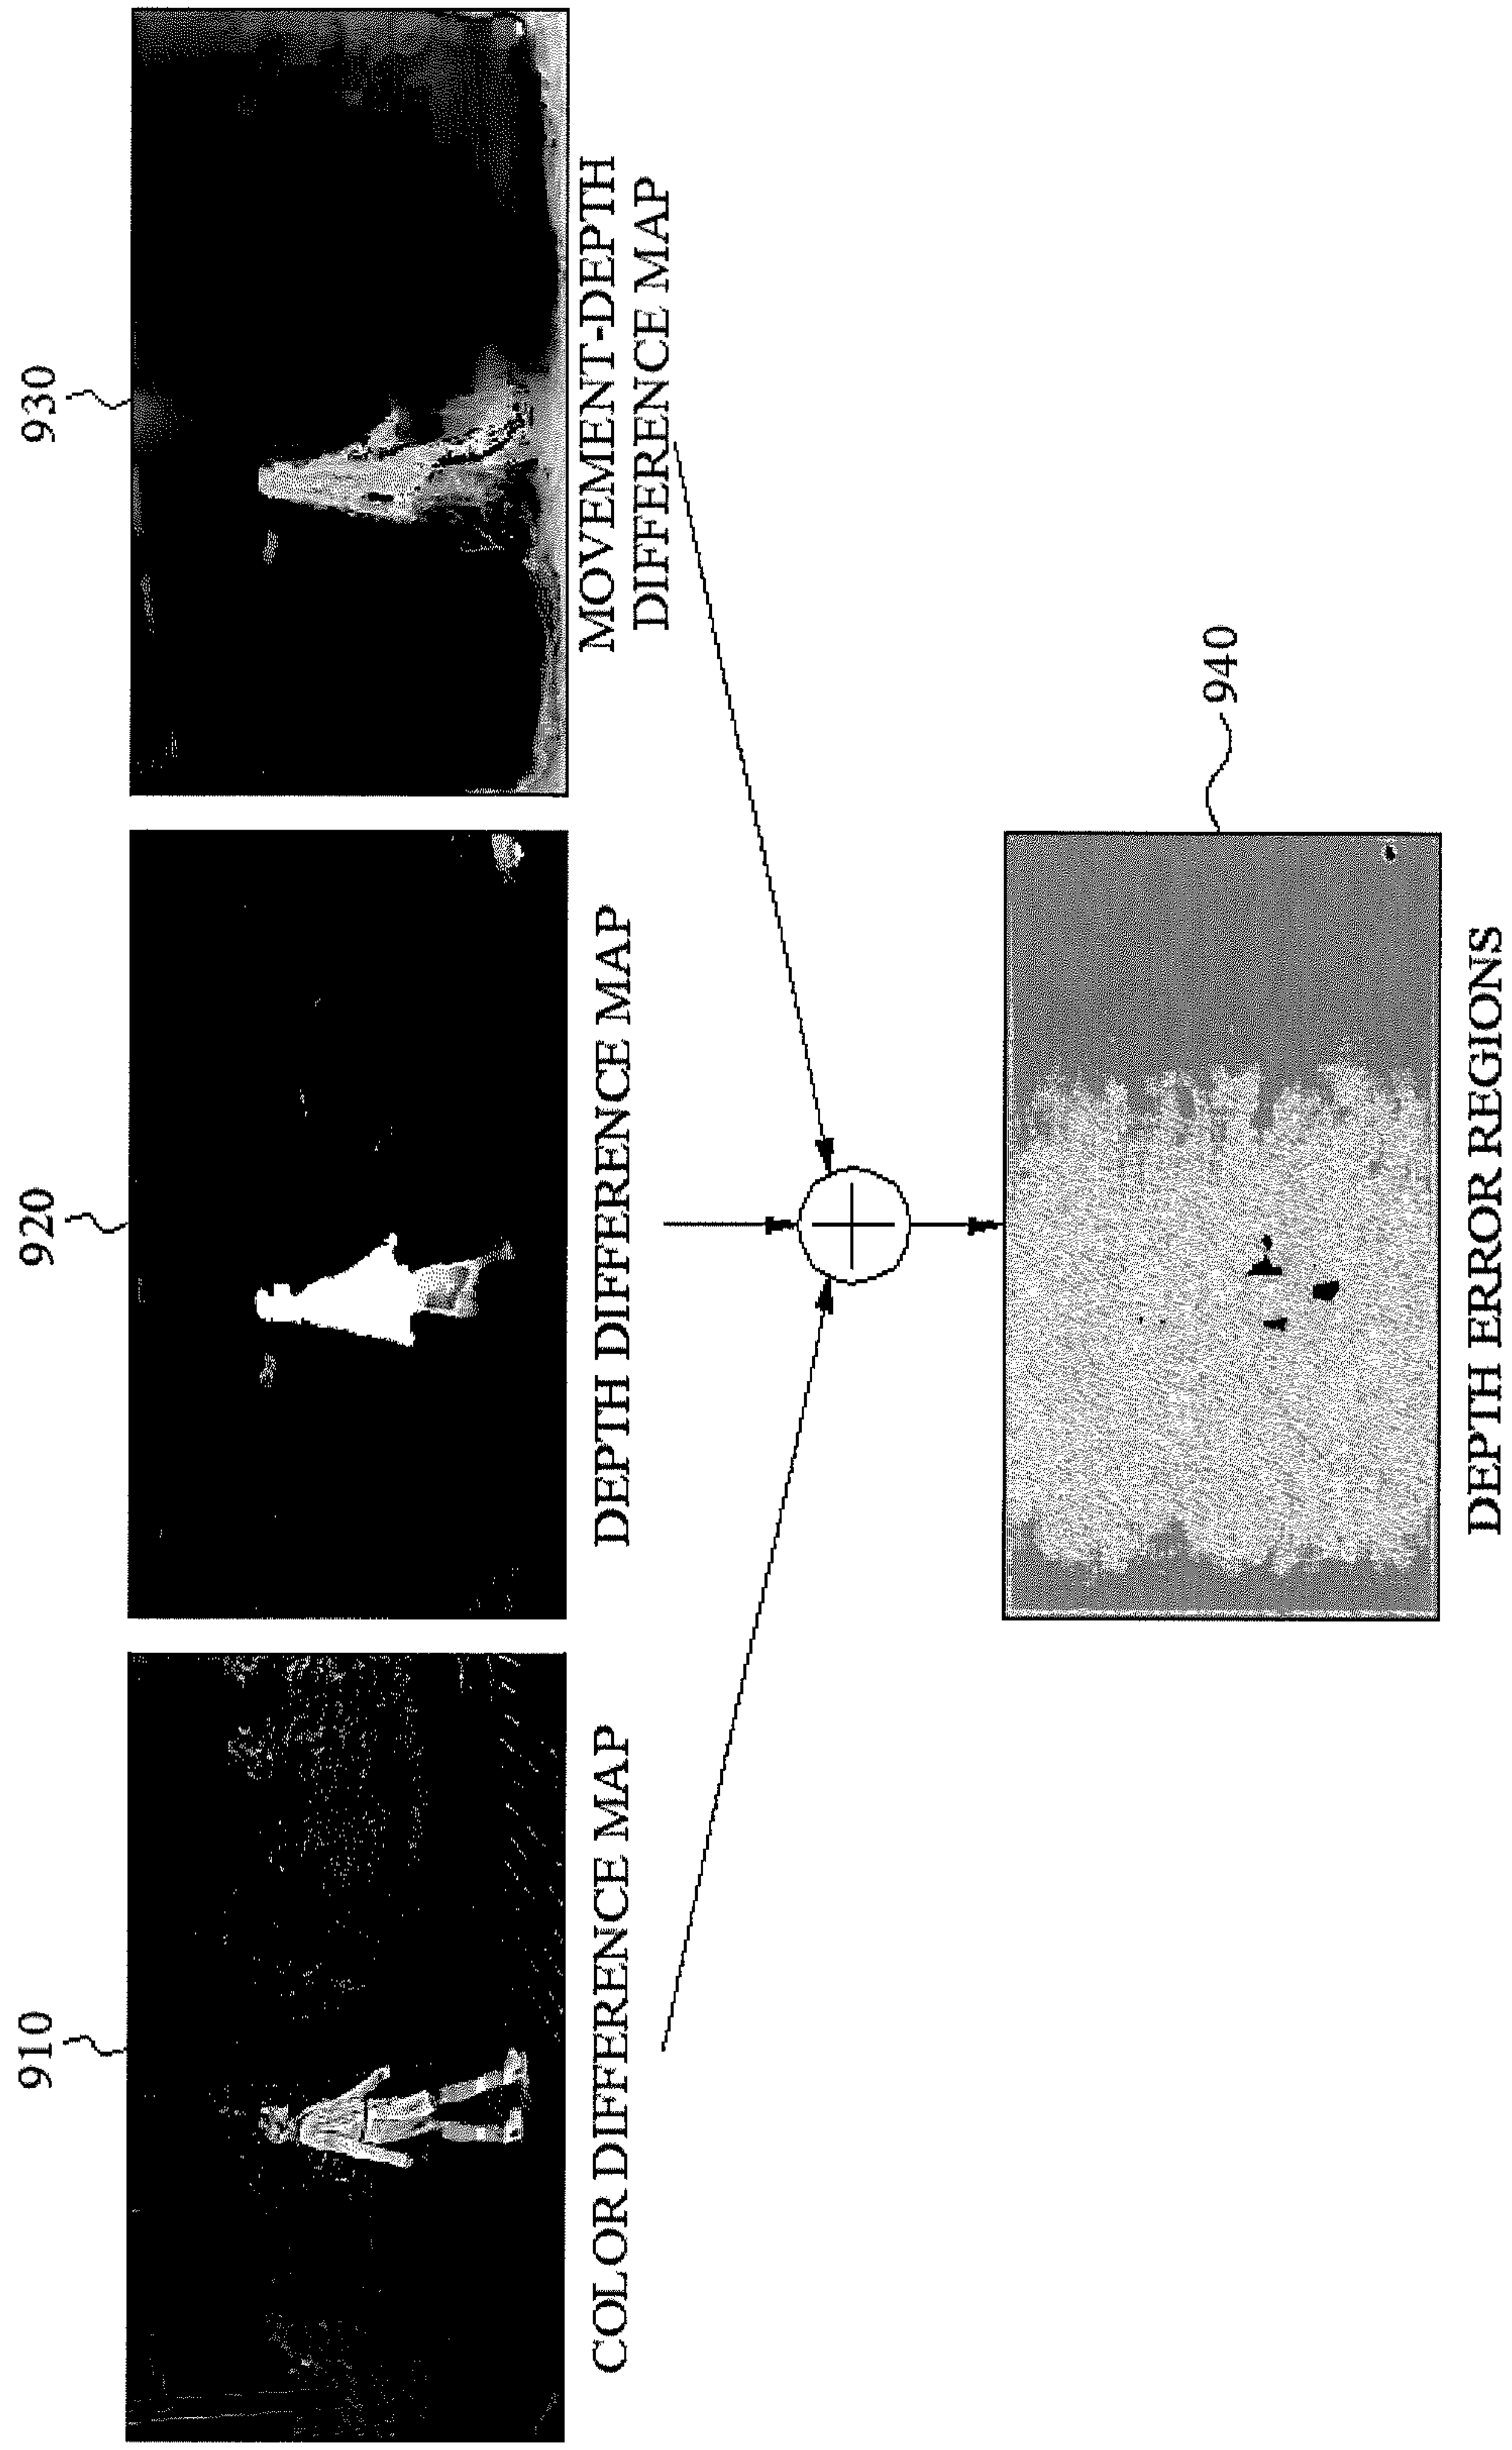 910
920
930
COLOR DIFFERENCE MAP
DEPTH DIFFERENCE MAP
MOVEMENT-DEPTH
DIFFERENCE MAP
940
DEPTH ERROR REGIONS